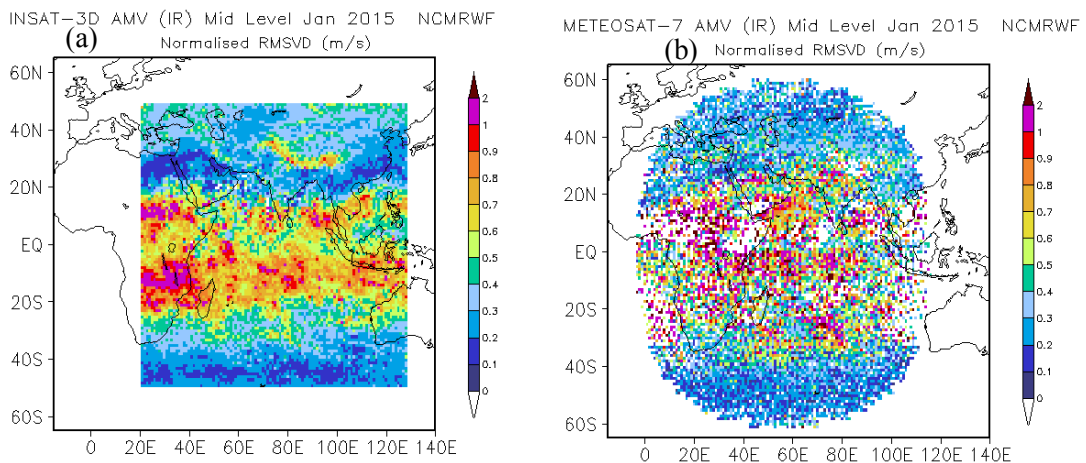 INSAT-3D AMV (IR) Mid Level Jan 2015 NCMRWF
(a)
Normalised RMSVD (m/s)
60N
40N
20N
EQ
20S
40S
60S
0 20E 40E 60E 80E 100E 120E 140E
2
1
0.9
0.8
0.7
0.6
0.5
0.4
0.3
0.2
0.1
0
METEOSAT-7 AMV (IR) Mid Level Jan 2015 NCMRWF
(b)
Normalised RMSVD (m/s)
60N
40N
20N
EQ
20S
40S
60S
0 20E 40E 60E 80E 100E 120E 140E
2
1
0.9
0.8
0.7
0.6
0.5
0.4
0.3
0.2
0.1
0